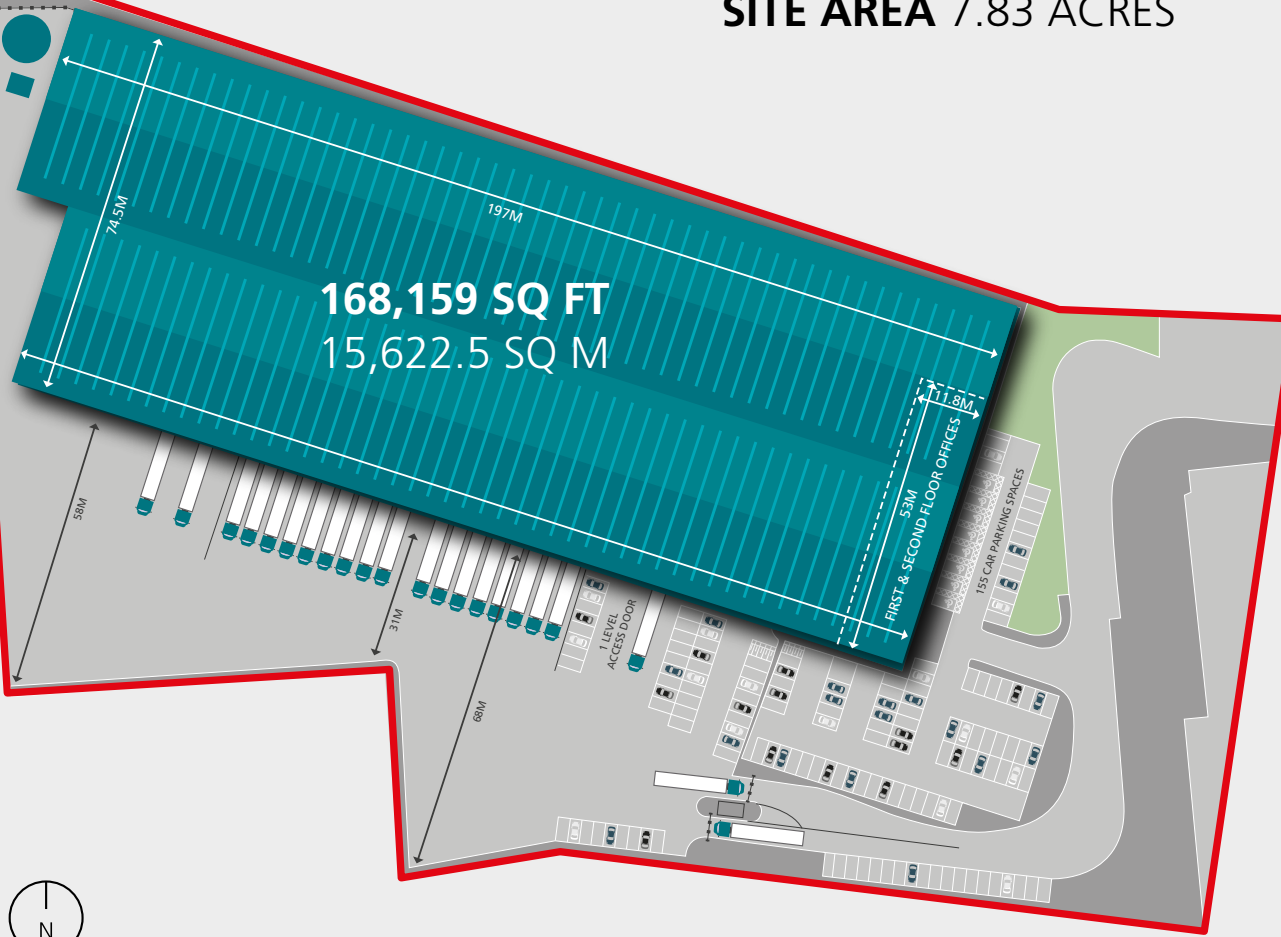 SITE AREA 7.83 ACRES
197M
74.5M
168,159 SQ FT
15,622.5 SQ M
11.8M
53M
FIRST & SECOND FLOOR OFFICES
155 CAR PARKING SPACES
58M
31M
1 LEVEL
ACCESS DOOR
68M
N